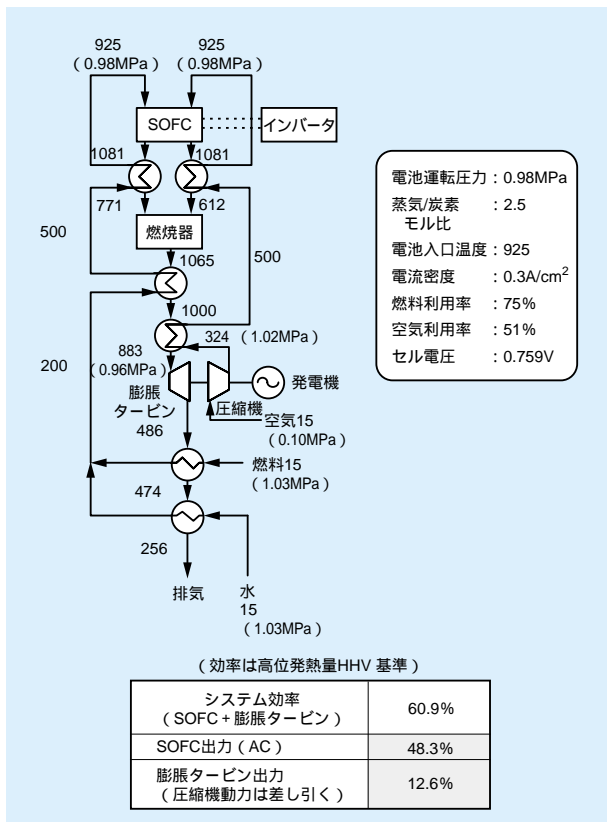 925
925
（0.98MPa）
（0.98MPa）
SOFC
インバータ
1081
1081
771
612
500
燃焼器
1065
500
1000
324
（1.02MPa）
200
883
（0.96MPa）
膨脹
タービン
発電機
圧縮機
486
空気15
（0.10MPa）
燃料15
（1.03MPa）
474
256
排気
水
15
（1.03MPa）
電池運転圧力：0.98MPa
蒸気/炭素 ：2.5
モル比
電池入口温度：925
電流密度 ：0.3A/cm²
燃料利用率 ：75%
空気利用率 ：51%
セル電圧 ：0.759V
（効率は高位発熱量HHV 基準）
システム効率
（SOFC＋膨脹タービン）
60.9%
SOFC出力（AC）
48.3%
膨脹タービン出力
（圧縮機動力は差し引く）
12.6%